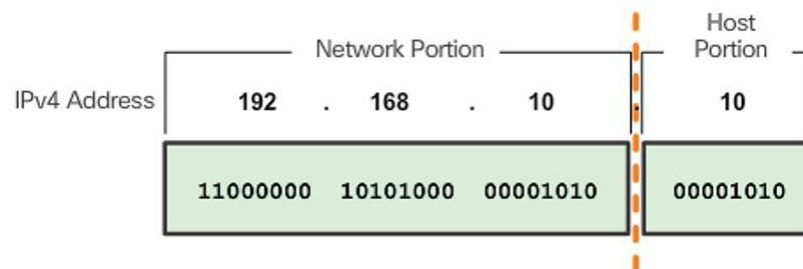 Network Portion
Host
Portion
IPv4 Address
192 . 168 . 10 . 10
11000000 10101000 00001010 00001010